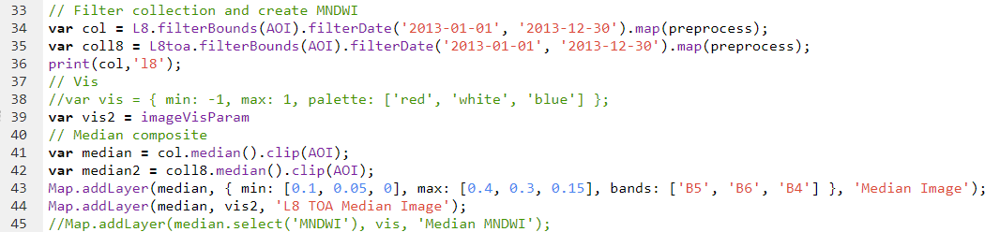 33 // Filter collection and create MNDWI
34 var col = L8.filterBounds(AOI).filterDate('2013-01-01', '2013-12-30').map(preprocess);
35 var coll8 = L8toa.filterBounds(AOI).filterDate('2013-01-01', '2013-12-30').map(preprocess);
36 print(col,'l8');
37 // Vis
38 //var vis = { min: -1, max: 1, palette: ['red', 'white', 'blue'] };
39 var vis2 = imageVisParam
40 // Median composite
41 var median = col.median().clip(AOI);
42 var median2 = coll8.median().clip(AOI);
43 Map.addLayer(median, { min: [0.1, 0.05, 0], max: [0.4, 0.3, 0.15], bands: ['B5', 'B6', 'B4'] }, 'Median Image');
44 Map.addLayer(median, vis2, 'L8 TOA Median Image');
45 //Map.addLayer(median.select('MNDWI'), vis, 'Median MNDWI');